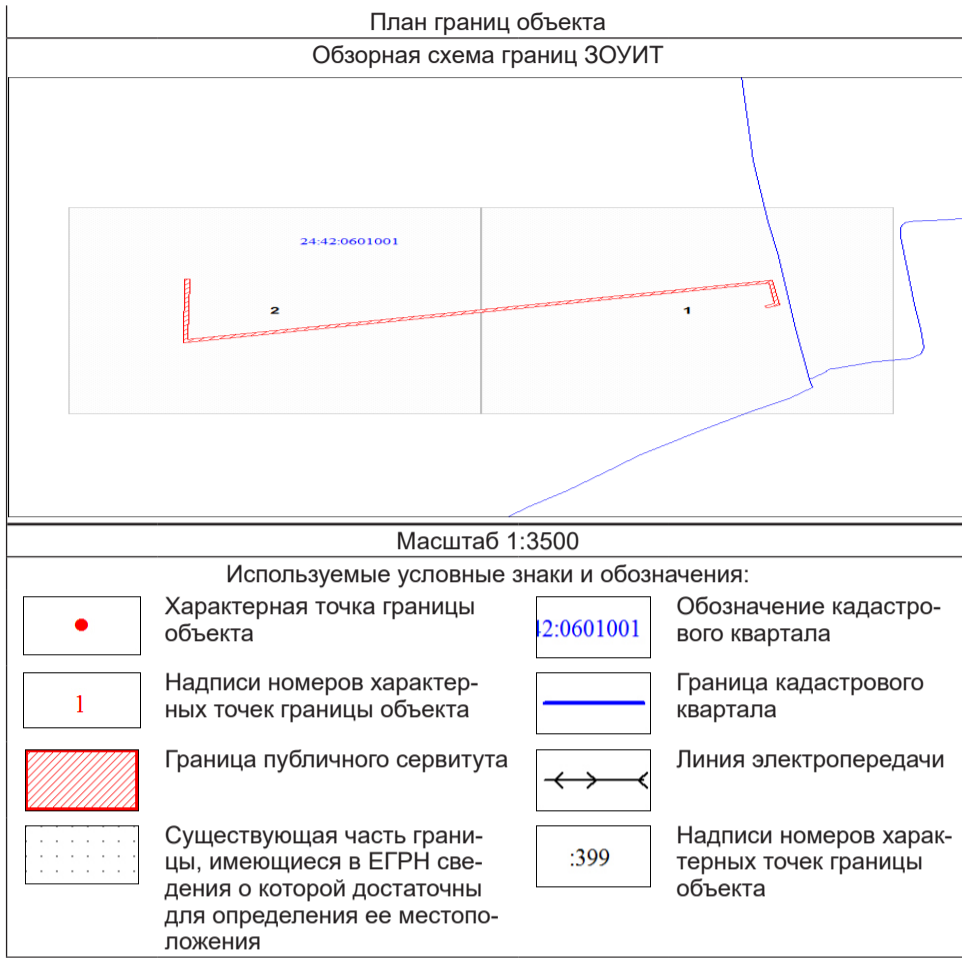 План границ объекта
Обзорная схема границ ЗОУИТ
24:42:0601001
2
1
Масштаб 1:3500
Используемые условные знаки и обозначения:
Характерная точка границы
объекта
1
Надписи номеров характер-
ных точек границы объекта
Граница публичного сервитута
Существующая часть грани-
цы, имеющиеся в ЕГРН све-
дения о которой достаточны
для определения ее местопо-
ложения
42:0601001
Обозначение кадастро-
вого квартала
Граница кадастрового
квартала
Линия электропередачи
:399
Надписи номеров харак-
терных точек границы
объекта